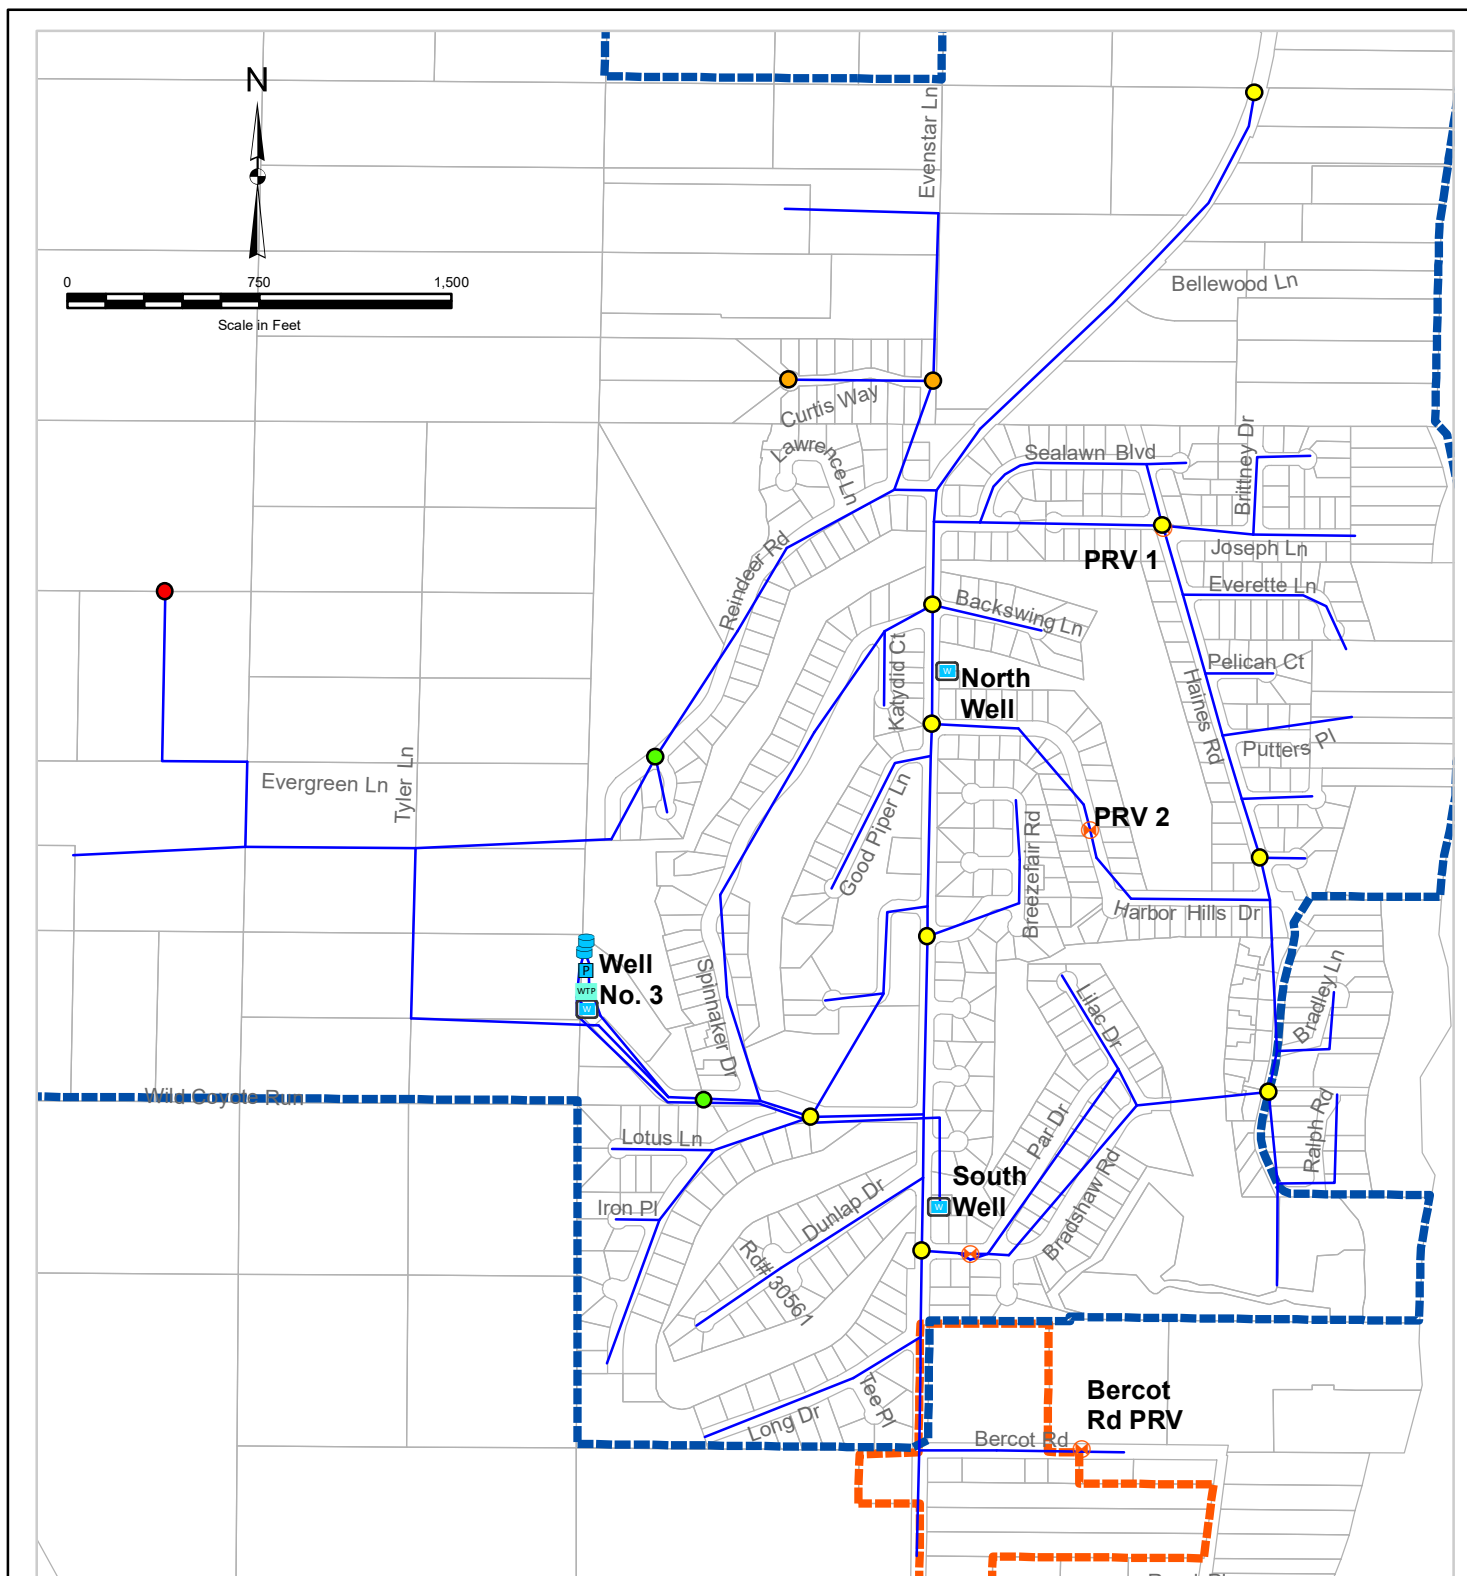 N
Evenstar Ln
0 750 1,500
Scale in Feet
Bellewood Ln
Curtis Way
Lawrence Ln
Sealawn Blvd
Brittney Dr
Joseph Ln
PRV 1
Everette Ln
Reindeer Rd
Backswing Ln
Katydid Ct
W
North
Well
Pelican Ct
Haines Rd
Putters Pl
Tyler Ln
Evergreen Ln
Good Piper Ln
Breezefair Rd
PRV 2
Harbor Hills Dr
P
WTP
W
Well
No. 3
Spinnaker Dr
Lilac Dr
Bradley Ln
Wild Coyote Run
Lotus Ln
Par Dr
Ralph Rd
Iron Pl
Dunlap Dr
South
Well
W
Bradshaw Rd
Rd# 30561
Tee Pl
Long Dr
Bercot
Rd PRV
Bercot Rd